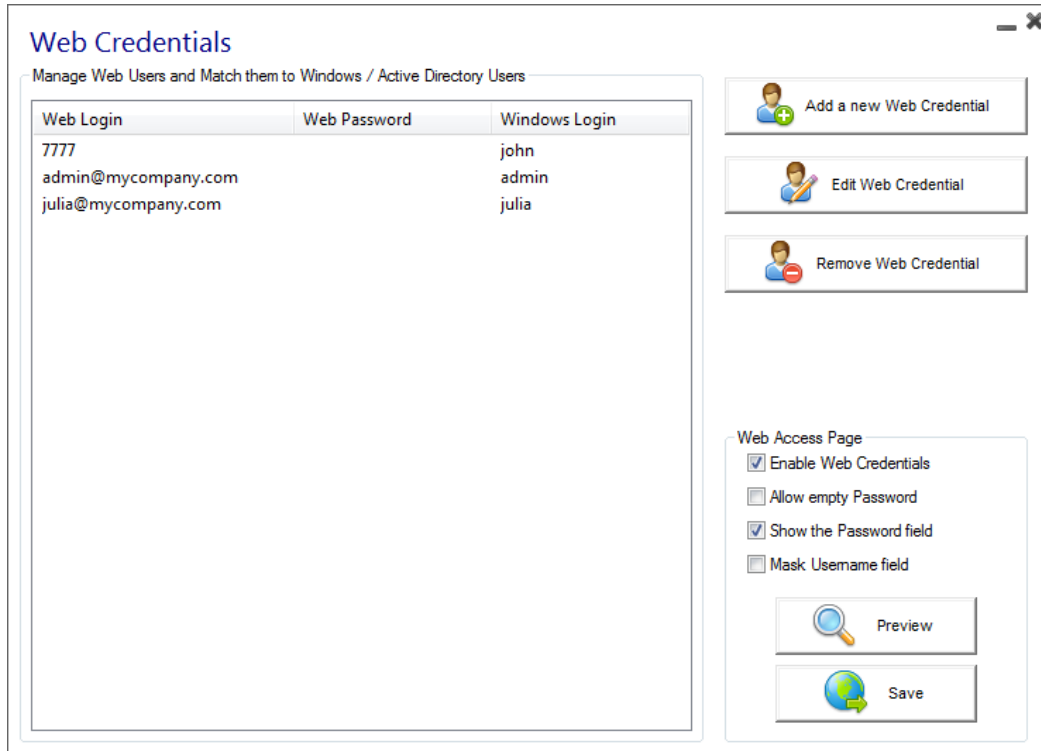 Web Credentials
Manage Web Users and Match them to Windows / Active Directory Users
Web Login Web Password Windows Login
7777 john
admin@mycompany.com admin
julia@mycompany.com julia
Add a new Web Credential
Edit Web Credential
Remove Web Credential
Web Access Page
Enable Web Credentials
Allow empty Password
Show the Password field
Mask Username field
Preview
Save